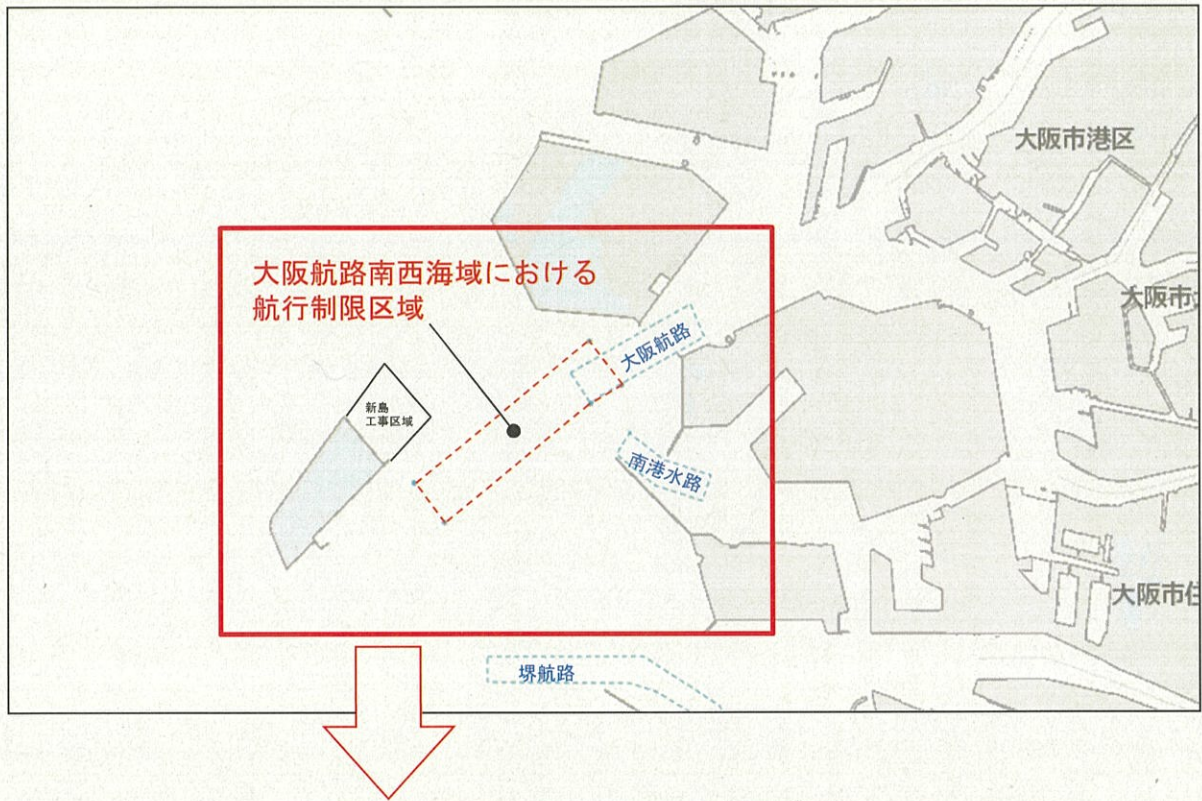 大阪市港区
大阪航路南西海域における
航行制限区域
大阪市
大阪航路
新島
工事区域
南港水路
大阪市住
堺航路